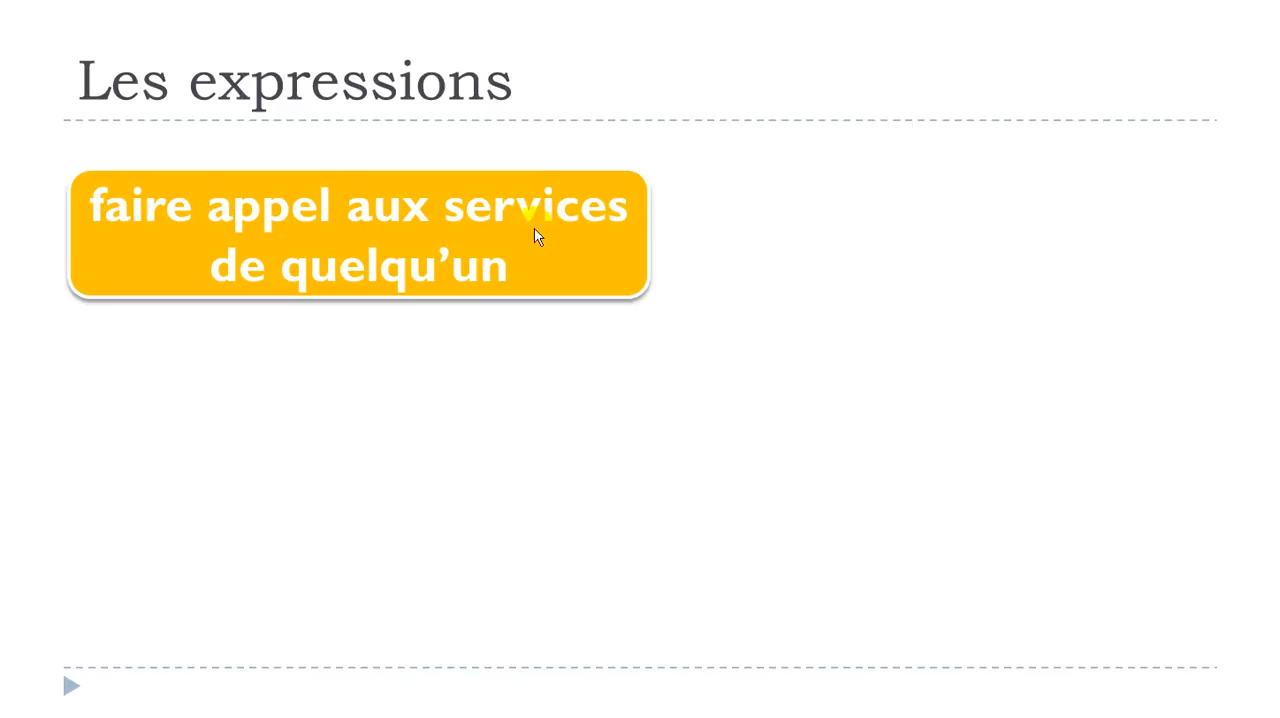 Les expressions
faire appel aux services
de quelqu’un